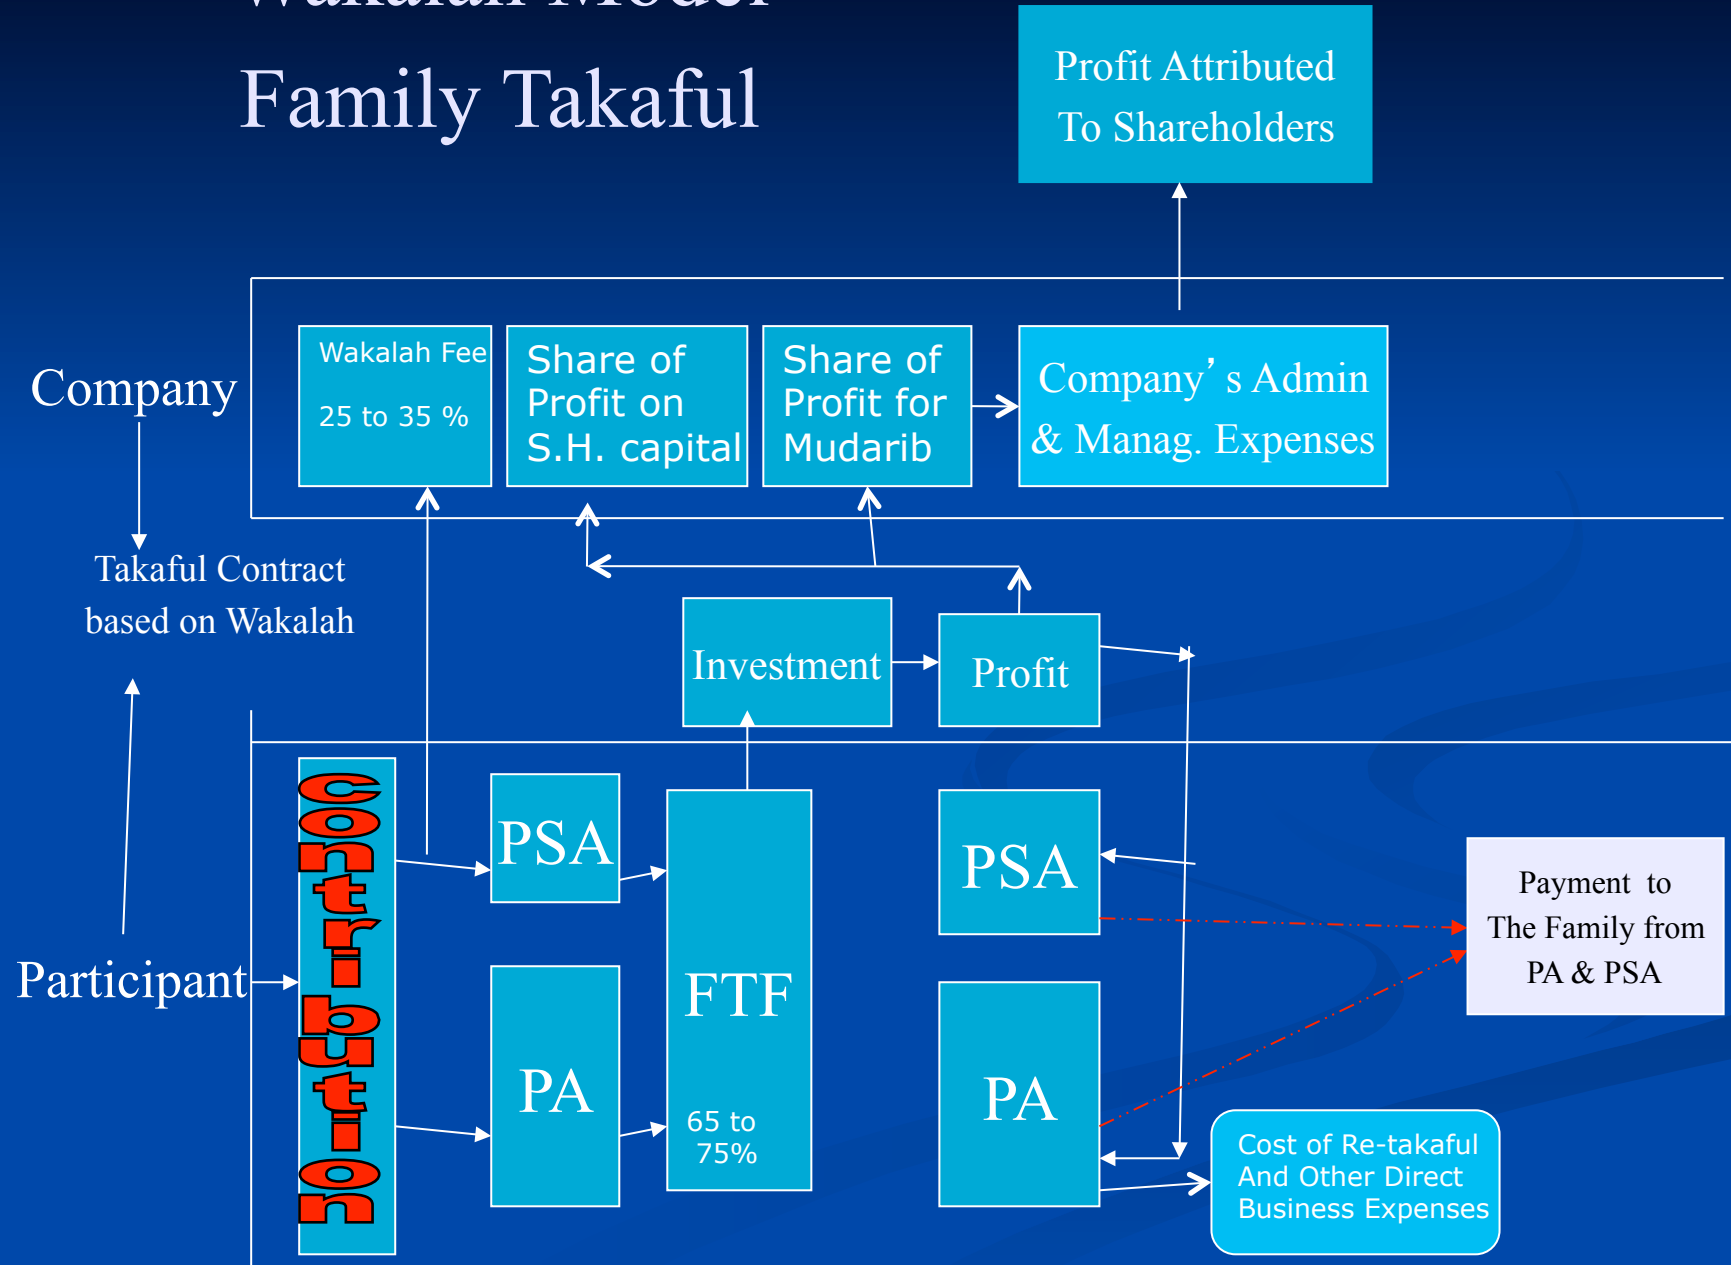 Wakalah Model
Family Takaful
Profit Attributed
To Shareholders
Company
Wakalah Fee
25 to 35 %
Share of
Profit on
S.H. capital
Share of
Profit for
Mudarib
Company’ s Admin
& Manag. Expenses
Takaful Contract
based on Wakalah
Investment
Profit
Participant
contribution
PSA
PA
FTF
65 to
75%
PSA
PA
Payment to
The Family from
PA & PSA
Cost of Re-takaful
And Other Direct
Business Expenses